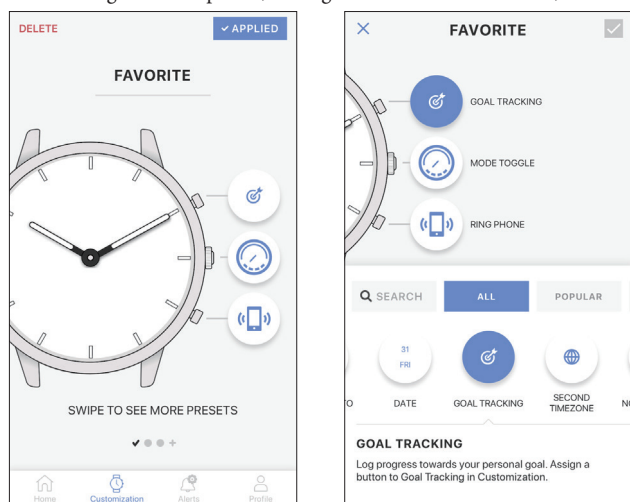 DELETE
✓ APPLIED
FAVORITE
SWIPE TO SEE MORE PRESETS
Home
Customization
Alerts
Profile
FAVORITE
GOAL TRACKING
MODE TOGGLE
RING PHONE
SEARCH
ALL
POPULAR
31
FRI
TO
DATE
GOAL TRACKING
SECOND
TIMEZONE
NO
GOAL TRACKING
Log progress towards your personal goal. Assign a
button to Goal Tracking in Customization.